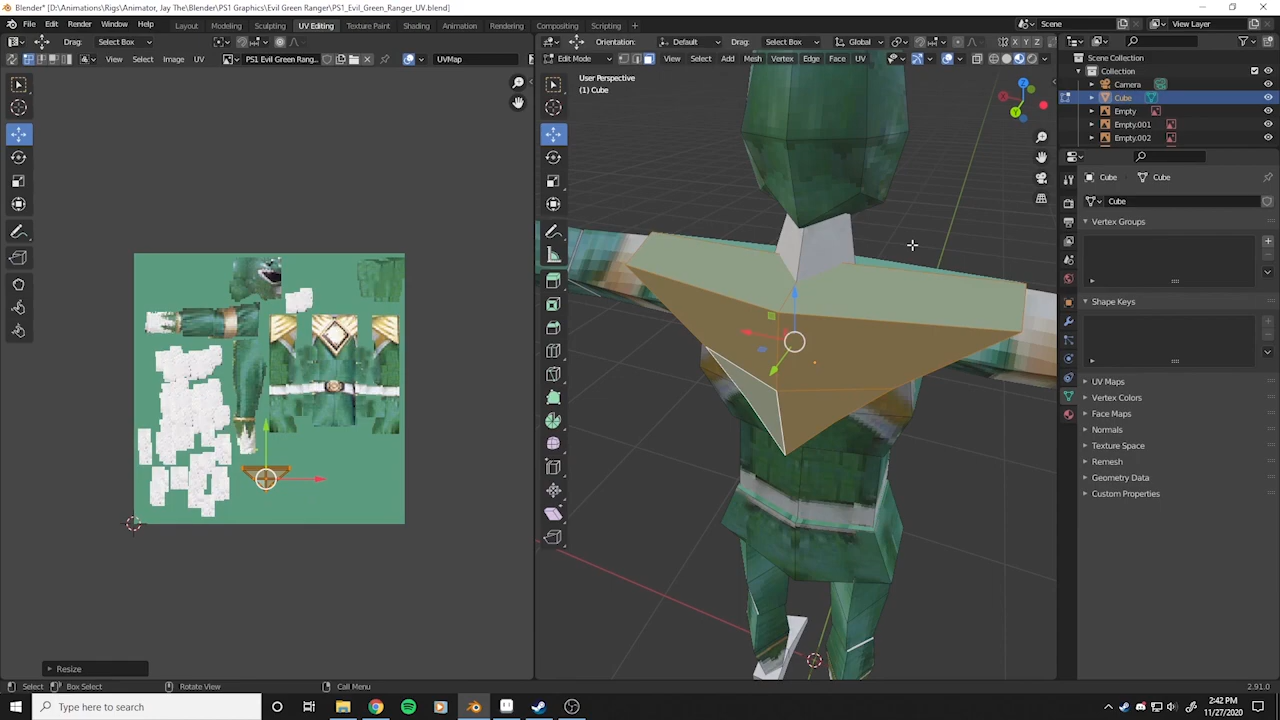 Blender* [D:\Animations\Rigs\Animator, Jay The\Blender\PS1 Graphics\Evil Green Ranger\PS1_Evil_Green_Ranger_UV.blend]
File Edit Render Window Help Layout Modeling Sculpting UV Editing Texture Paint Shading Animation Rendering Compositing Scripting Scene View Layer
Drag: Select Box Orientation: Default Drag: Select Box Global X Y Z
View Select Image UV PS1 Evil Green Rang... UVMap Edit Mode View Select Add Mesh Vertex Edge Face UV
Scene Collection
Collection
Camera
Cube
Empty
Empty.001
Empty.002
User Perspective
(1) Cube
Cube Cube
Cube
Vertex Groups
Shape Keys
UV Maps
Vertex Colors
Face Maps
Normals
Texture Space
Remesh
Geometry Data
Custom Properties
Resize
Select Box Select Rotate View Call Menu 2.91.0
Type here to search
2:42 PM
11/27/2020